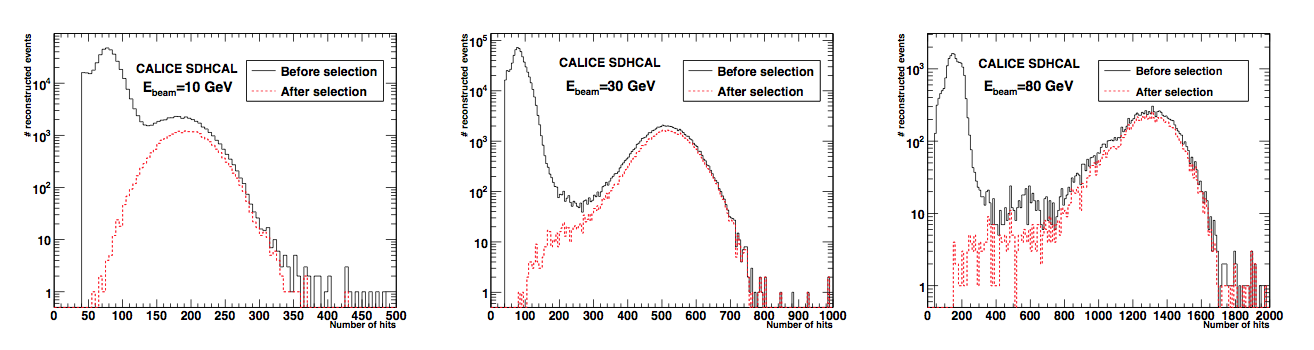 # reconstructed events
10^4
10^3
10^2
10
1
CALICE SDHCAL
E_beam=10 GeV
Before selection
After selection
0 50 100 150 200 250 300 350 400 450 500
Number of hits
# reconstructed events
10^5
10^4
10^3
10^2
10
1
CALICE SDHCAL
E_beam=30 GeV
Before selection
After selection
0 100 200 300 400 500 600 700 800 900 1000
Number of hits
# reconstructed events
10^3
10^2
10
1
CALICE SDHCAL
E_beam=80 GeV
Before selection
After selection
0 200 400 600 800 1000 1200 1400 1600 1800 2000
Number of hits